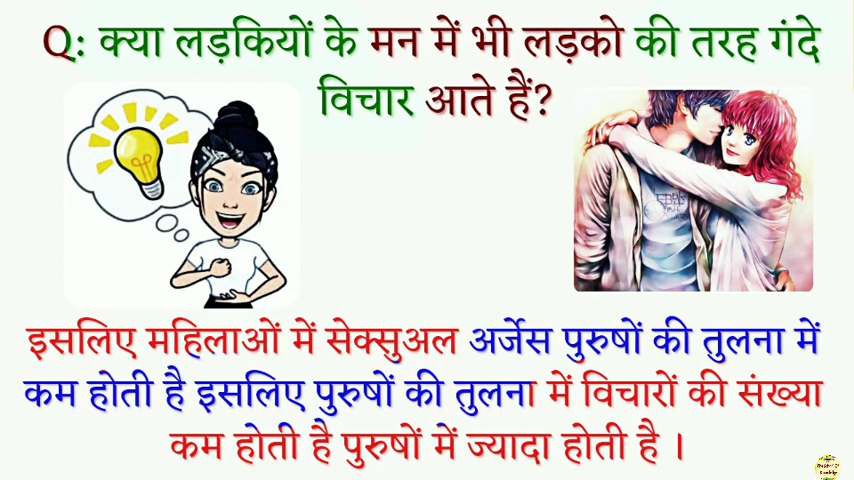 Q: क्या लड़कियों के मन में भी लड़को की तरह गंदे
विचार आते हैं?
इसलिए महिलाओं में सेक्सुअल अर्जेस पुरुषों की तुलना में
कम होती है इसलिए पुरुषों की तुलना में विचारों की संख्या
कम होती है पुरुषों में ज्यादा होती है ।